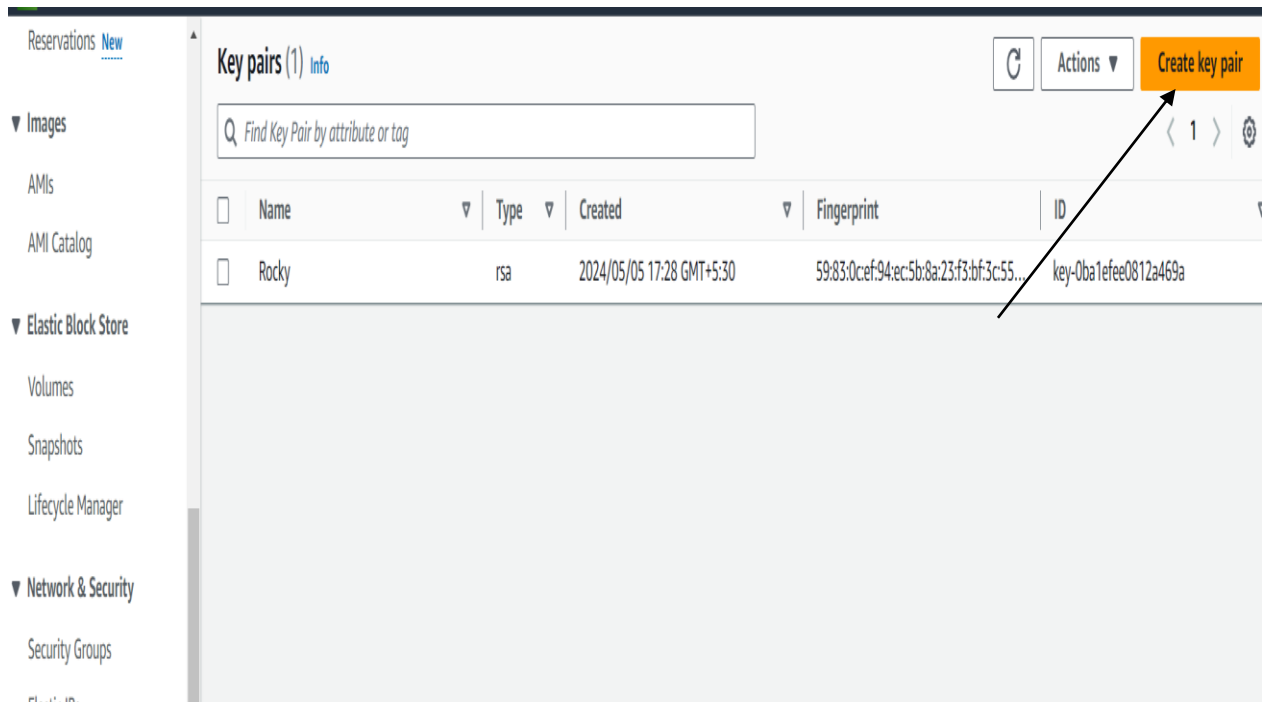 Reservations New
Images
AMIs
AMI Catalog
Elastic Block Store
Volumes
Snapshots
Lifecycle Manager
Network & Security
Security Groups
Key pairs (1) Info
Actions
Create key pair
Find Key Pair by attribute or tag
1
Name Type Created Fingerprint ID
Rocky rsa 2024/05/05 17:28 GMT+5:30 59:83:0c:ef:94:ec:5b:8a:23:f3:bf:3c:55... key-0ba1efee0812a469a